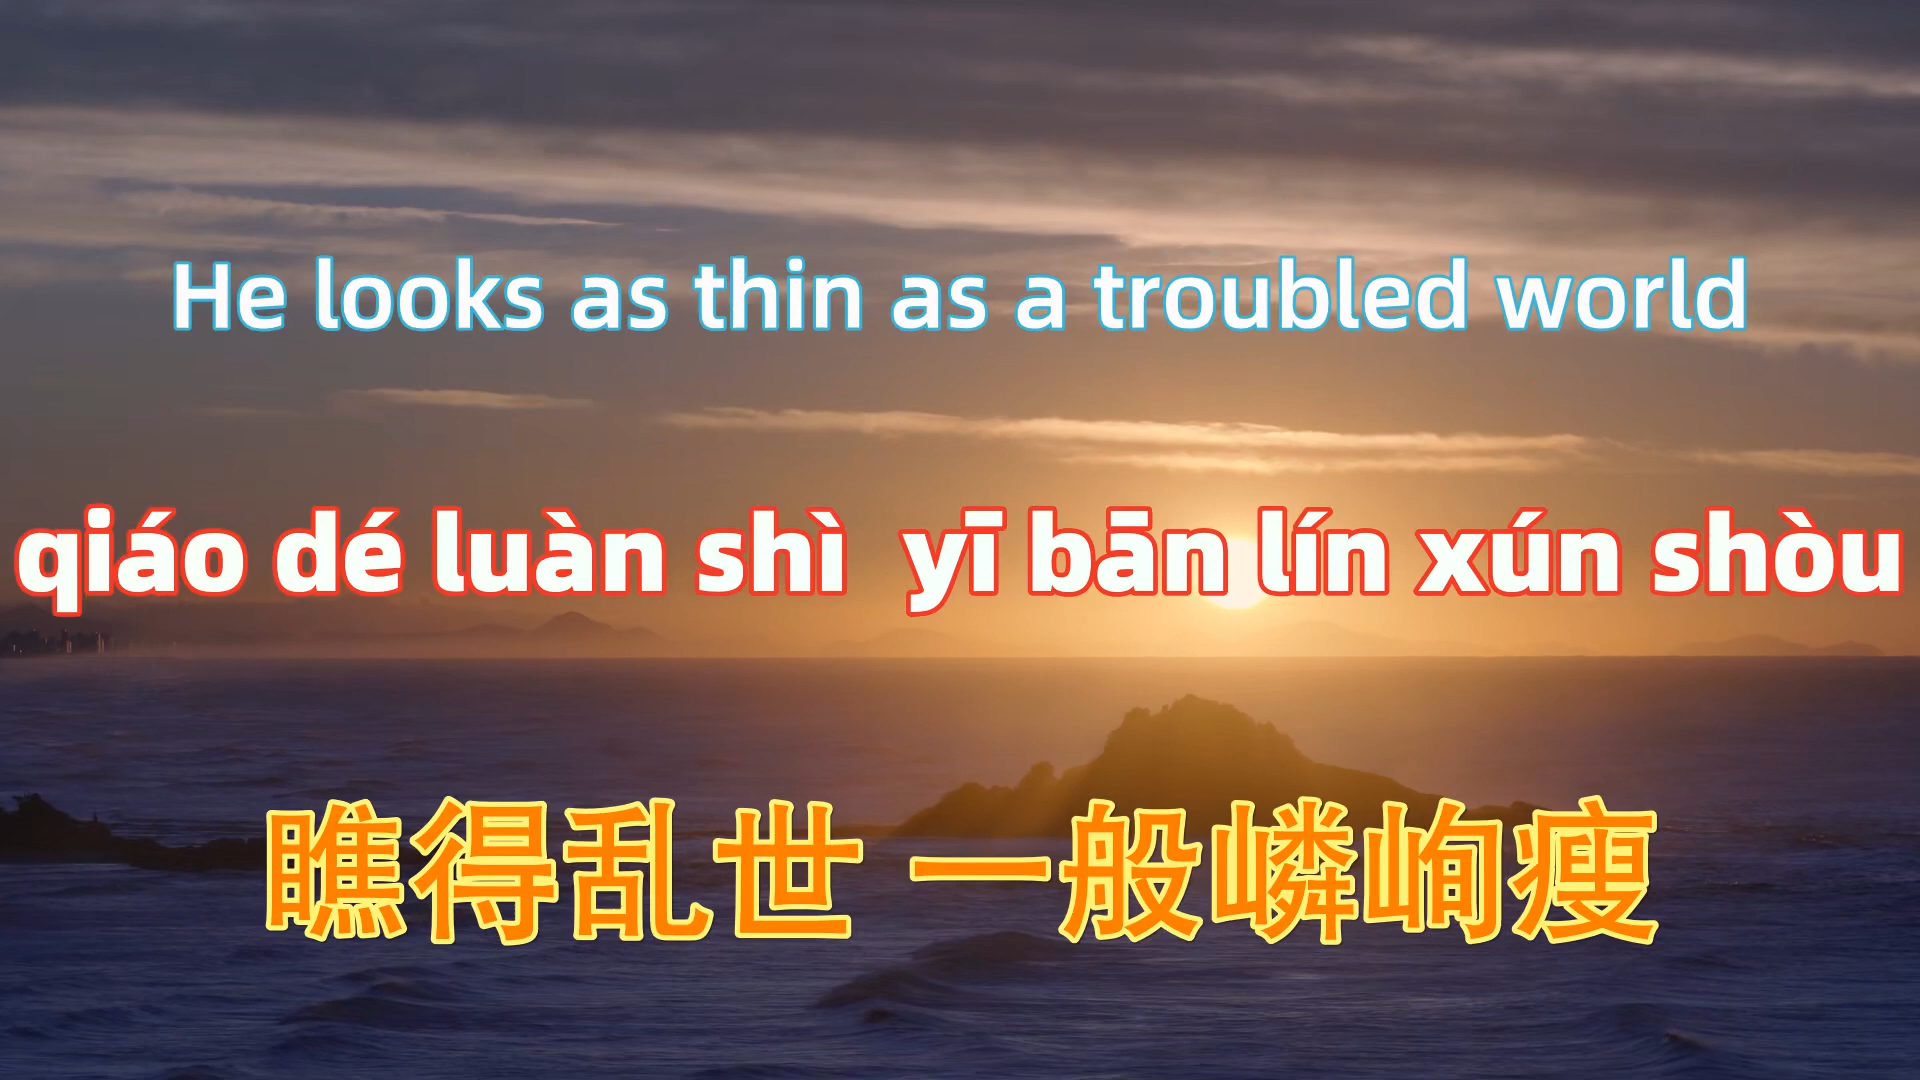 He looks as thin as a troubled world
qiáo dé luàn shì yī bān lín xún shòu
瞧得乱世 一般嶙峋瘦